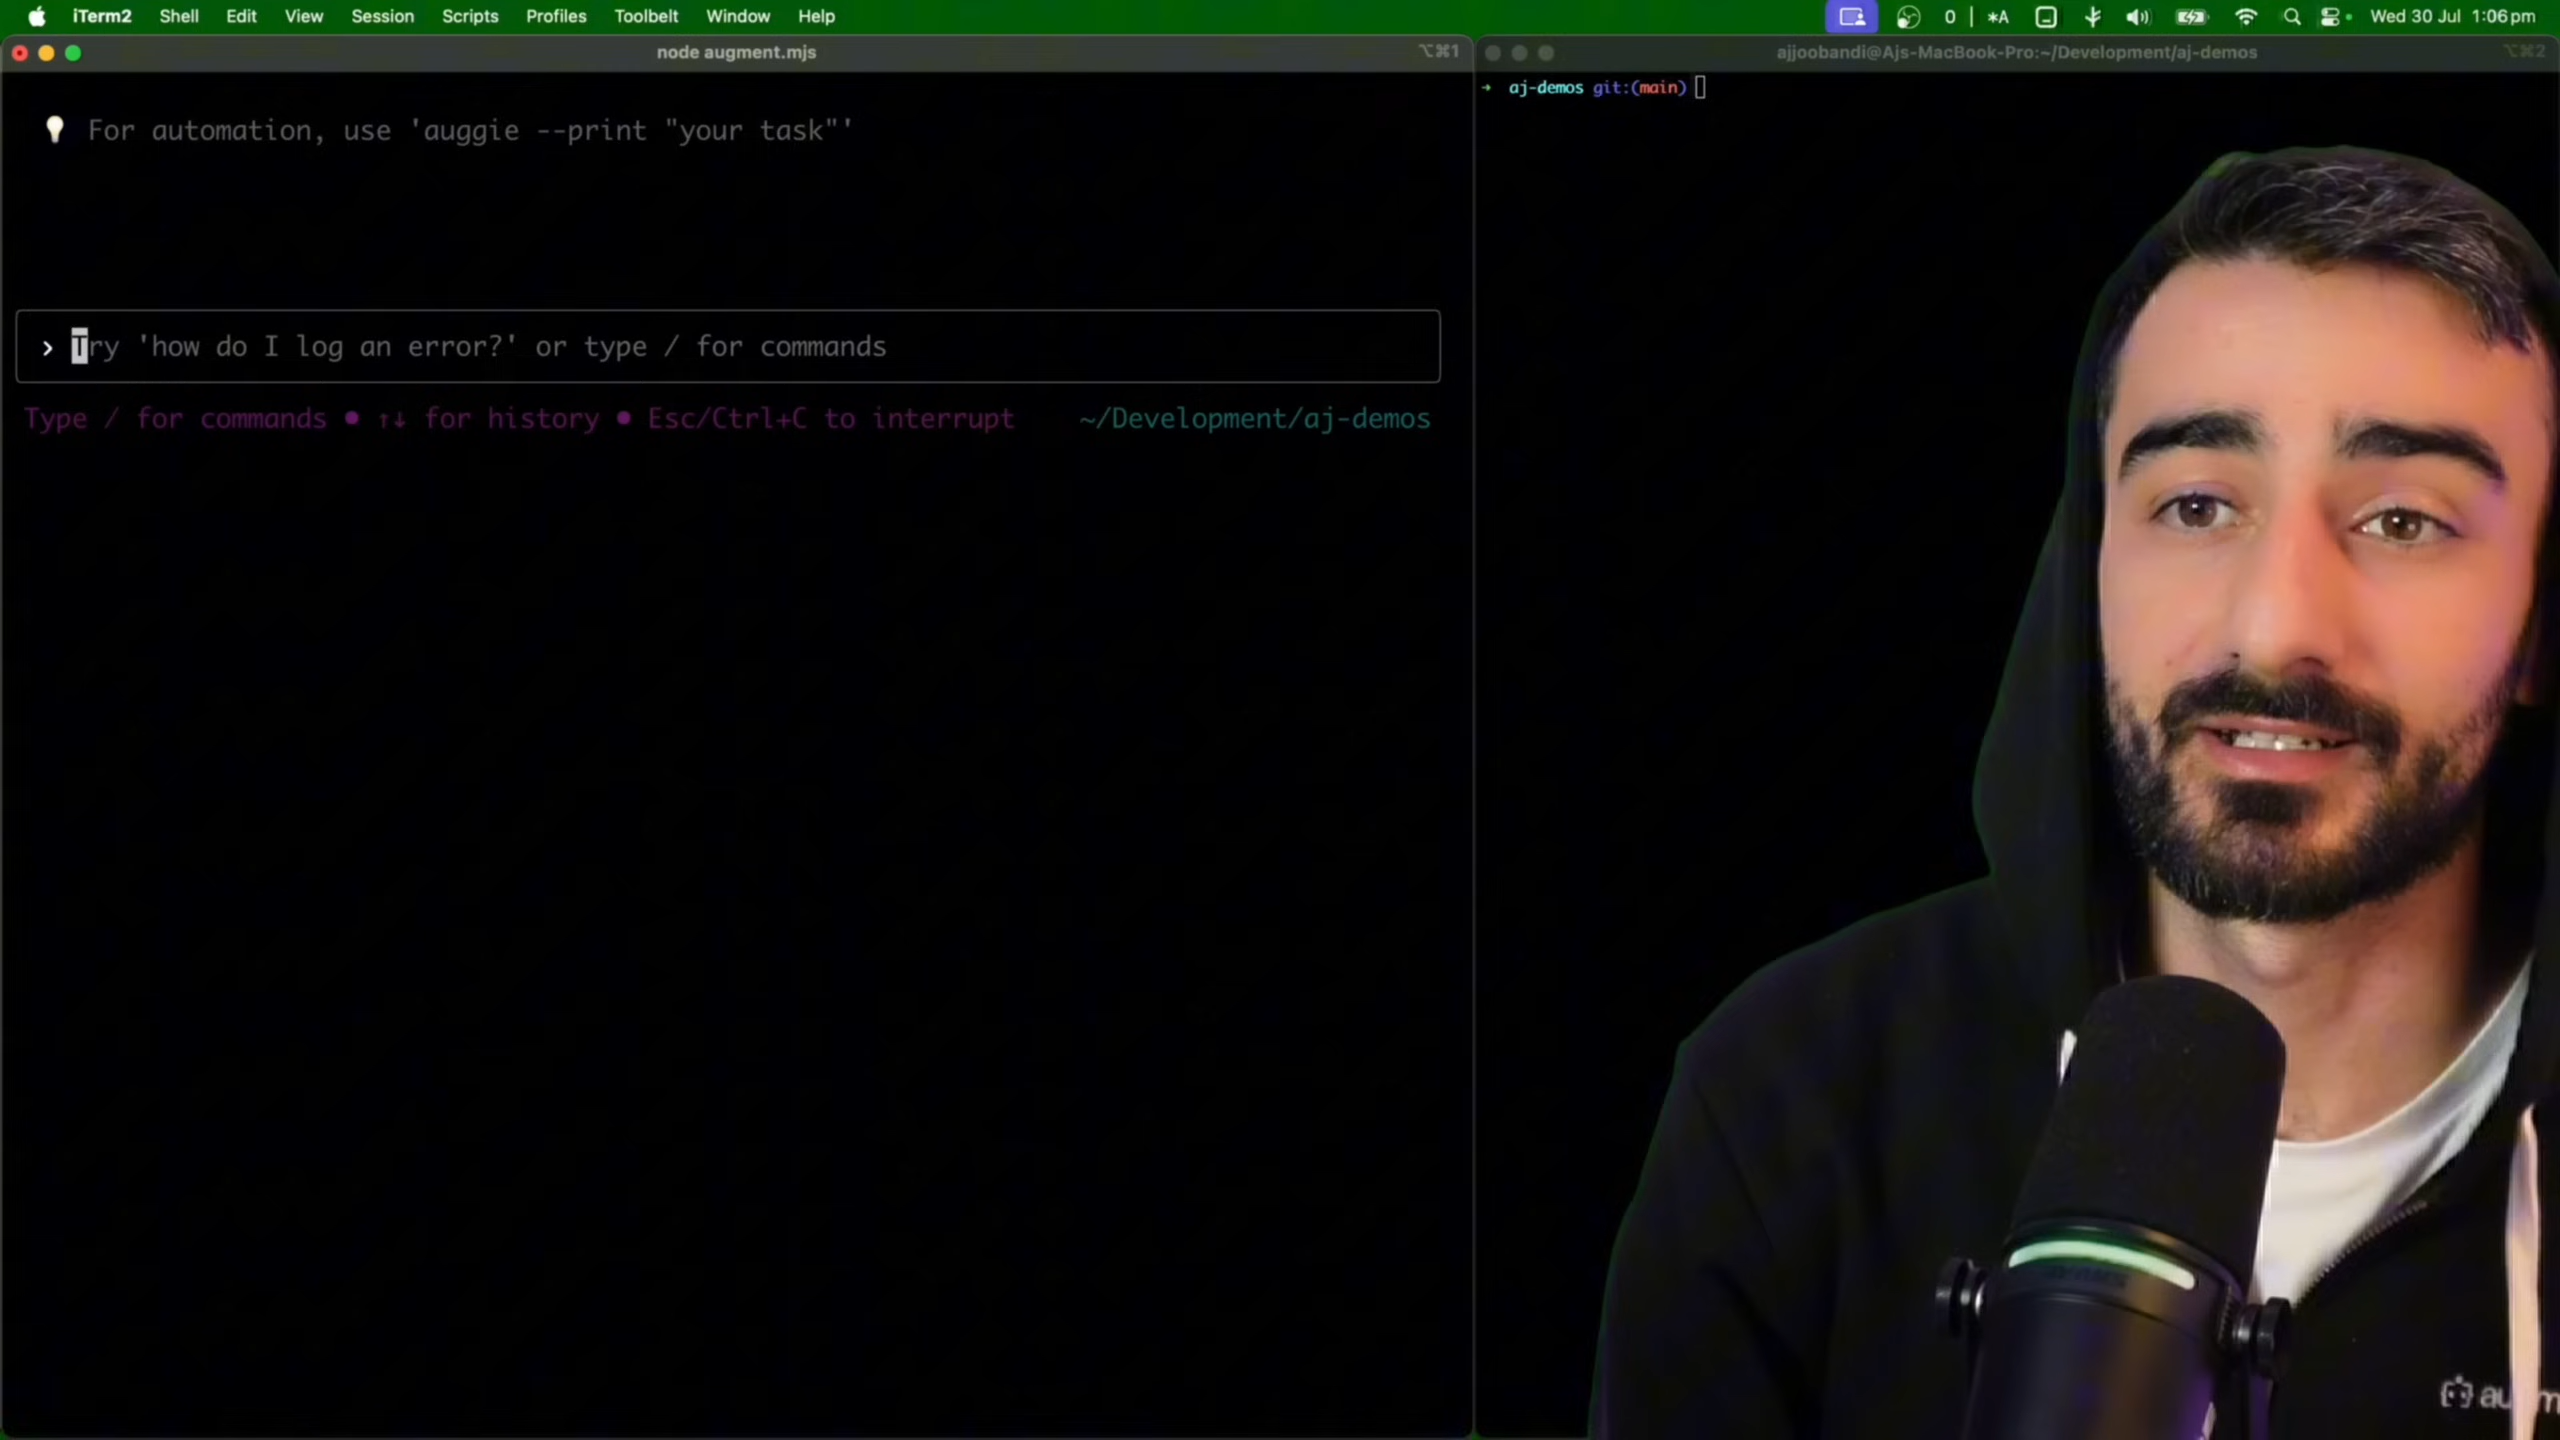 iTerm2 Shell Edit View Session Scripts Profiles Toolbelt Window Help 0 Wed 30 Jul 1:06 pm
node augment.mjs ⌥⌘1
ajjoobandi@Ajs-MacBook-Pro:~/Development/aj-demos ⌥⌘2
💡 For automation, use 'auggie --print "your task"'
› Try 'how do I log an error?' or type / for commands
Type / for commands • ↑↓ for history • Esc/Ctrl+C to interrupt ~/Development/aj-demos
→ aj-demos git:(main)